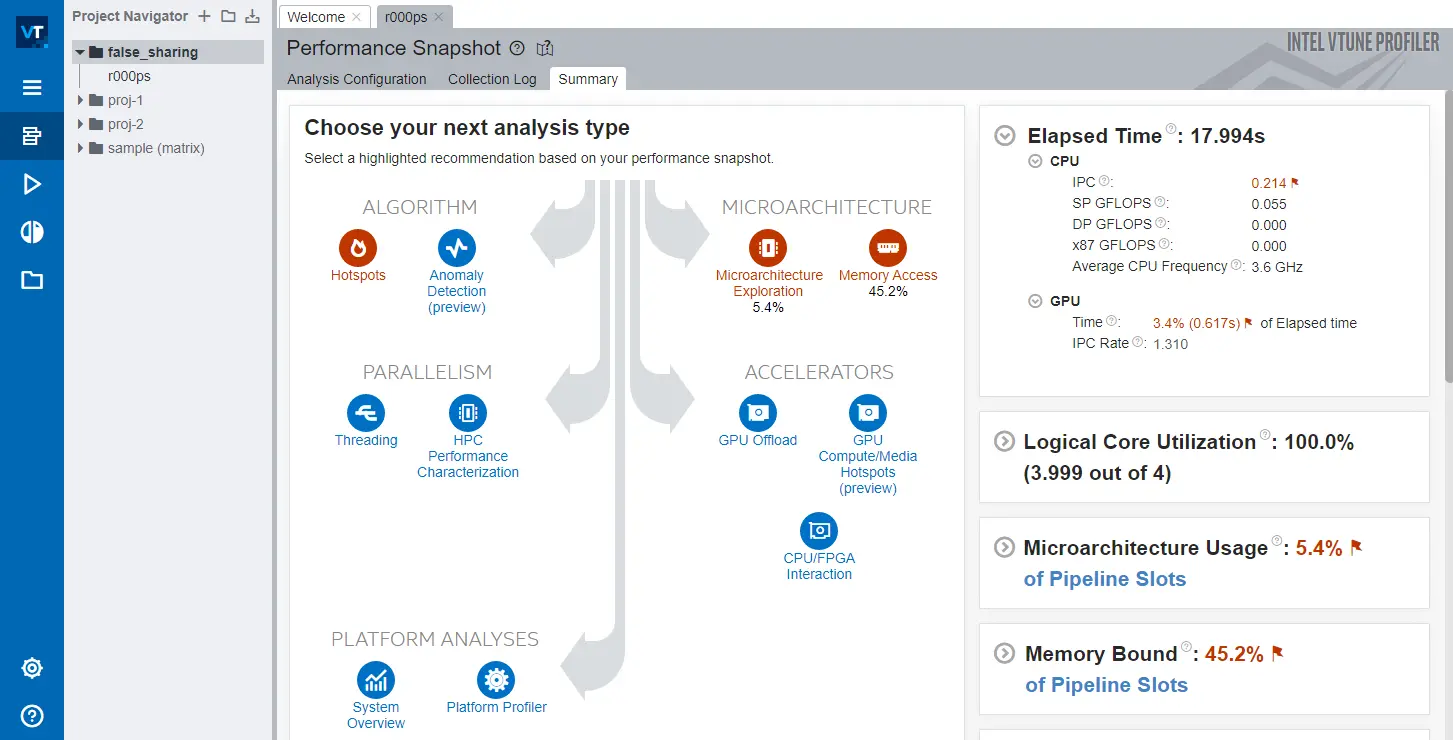 VT
Project Navigator
false_sharing
r000ps
proj-1
proj-2
sample (matrix)
Welcome
r000ps
Performance Snapshot
INTEL VTUNE PROFILER
Analysis Configuration
Collection Log
Summary
Choose your next analysis type
Select a highlighted recommendation based on your performance snapshot.
ALGORITHM
Hotspots
Anomaly
Detection
(preview)
MICROARCHITECTURE
Microarchitecture
Exploration
5.4%
Memory Access
45.2%
PARALLELISM
Threading
HPC
Performance
Characterization
ACCELERATORS
GPU Offload
GPU
Compute/Media
Hotspots
(preview)
CPU/FPGA
Interaction
PLATFORM ANALYSES
System
Overview
Platform Profiler
Elapsed Time : 17.994s
CPU
IPC : 0.214
SP GFLOPS : 0.055
DP GFLOPS : 0.000
x87 GFLOPS : 0.000
Average CPU Frequency : 3.6 GHz
GPU
Time : 3.4% (0.617s) of Elapsed time
IPC Rate : 1.310
Logical Core Utilization : 100.0%
(3.999 out of 4)
Microarchitecture Usage : 5.4%
of Pipeline Slots
Memory Bound : 45.2%
of Pipeline Slots